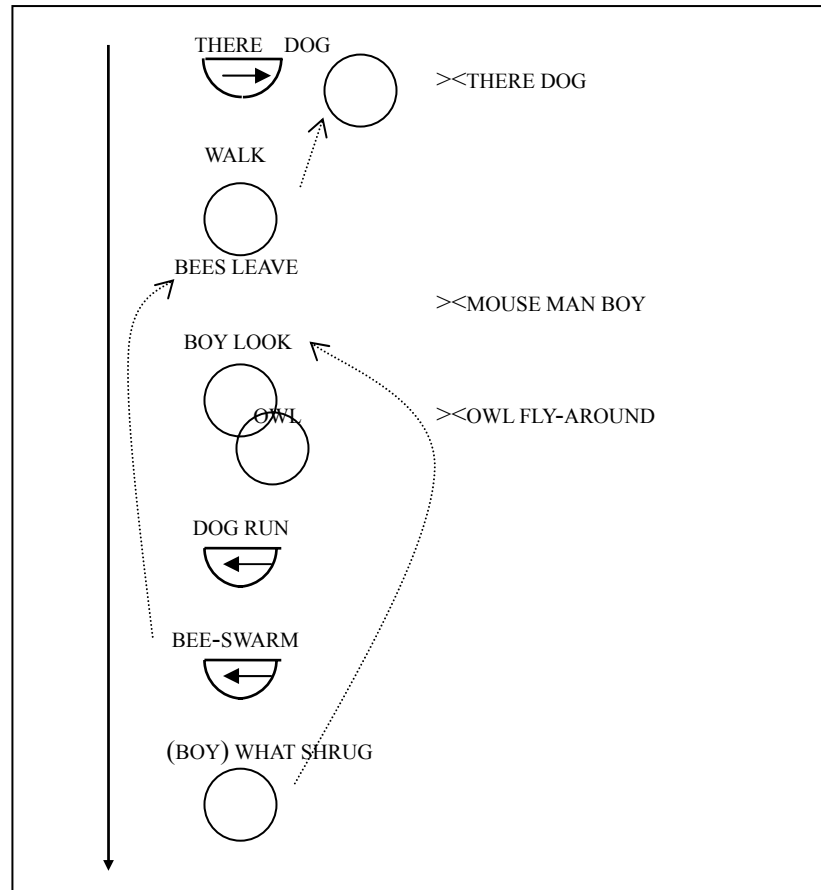 THERE DOG
><THERE DOG
WALK
BEES LEAVE
><MOUSE MAN BOY
BOY LOOK
OWL
><OWL FLY-AROUND
DOG RUN
BEE-SWARM
(BOY) WHAT SHRUG